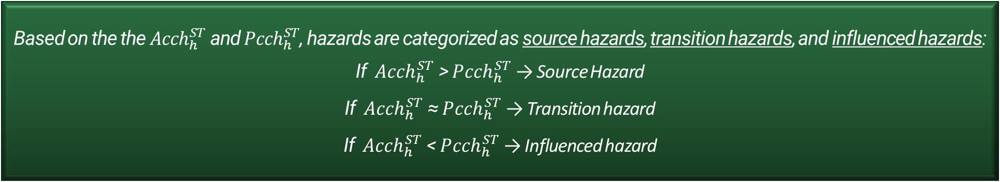 Based on the the $Acch_h^{ST}$ and $Pcch_h^{ST}$, hazards are categorized as source hazards, transition hazards, and influenced hazards:
If $Acch_h^{ST}$ > $Pcch_h^{ST}$ → Source Hazard
If $Acch_h^{ST}$ ≈ $Pcch_h^{ST}$ → Transition hazard
If $Acch_h^{ST}$ < $Pcch_h^{ST}$ → Influenced hazard